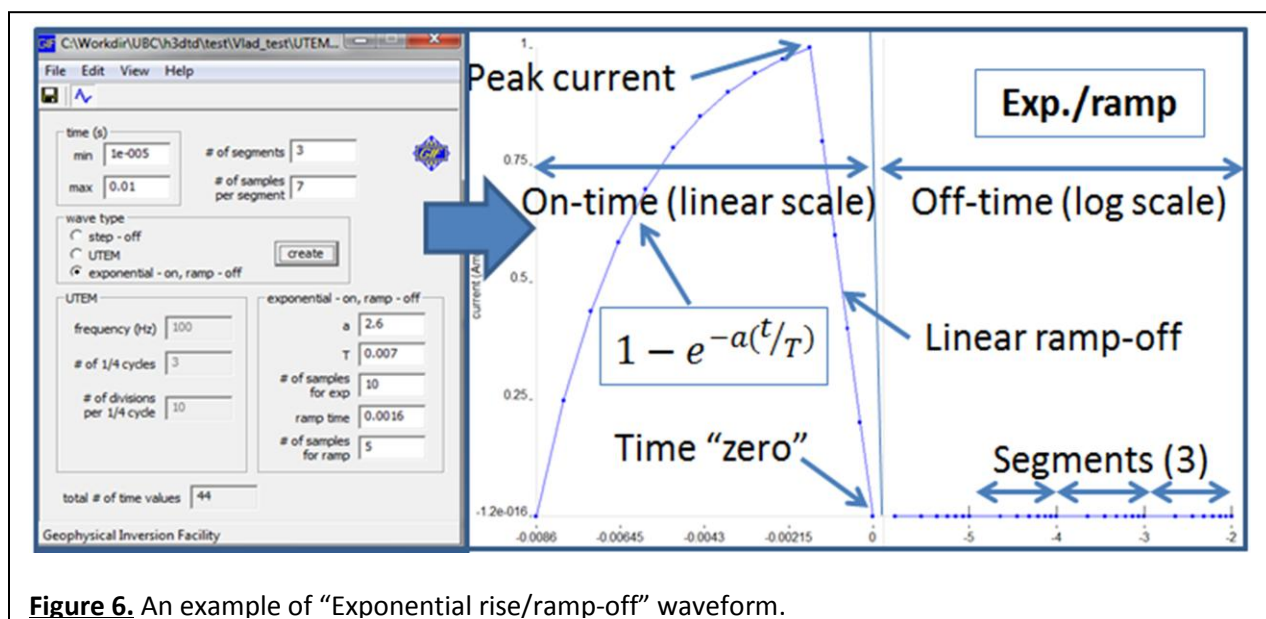 GIF C:\Workdir\UBC\h3dtd\test\Vlad_test\UTEM...
File Edit View Help
time (s)
min 1e-005
max 0.01
# of segments 3
# of samples per segment 7
wave type
step - off
UTEM
exponential - on, ramp - off
create
UTEM
frequency (Hz) 100
# of 1/4 cycles 3
# of divisions per 1/4 cycle 10
exponential - on, ramp - off
a 2.6
T 0.007
# of samples for exp 10
ramp time 0.0016
# of samples for ramp 5
total # of time values 44
Geophysical Inversion Facility
GIF
1.
0.75
0.5
0.25
-1.2e-016
current (Am
-0.0086 -0.00645 -0.0043 -0.00215 0 -5 -4 -3 -2
Peak current
Exp./ramp
On-time (linear scale)
Off-time (log scale)
1 − e^{−a(t/T)}
Linear ramp-off
Time “zero”
Segments (3)
Figure 6. An example of “Exponential rise/ramp-off” waveform.